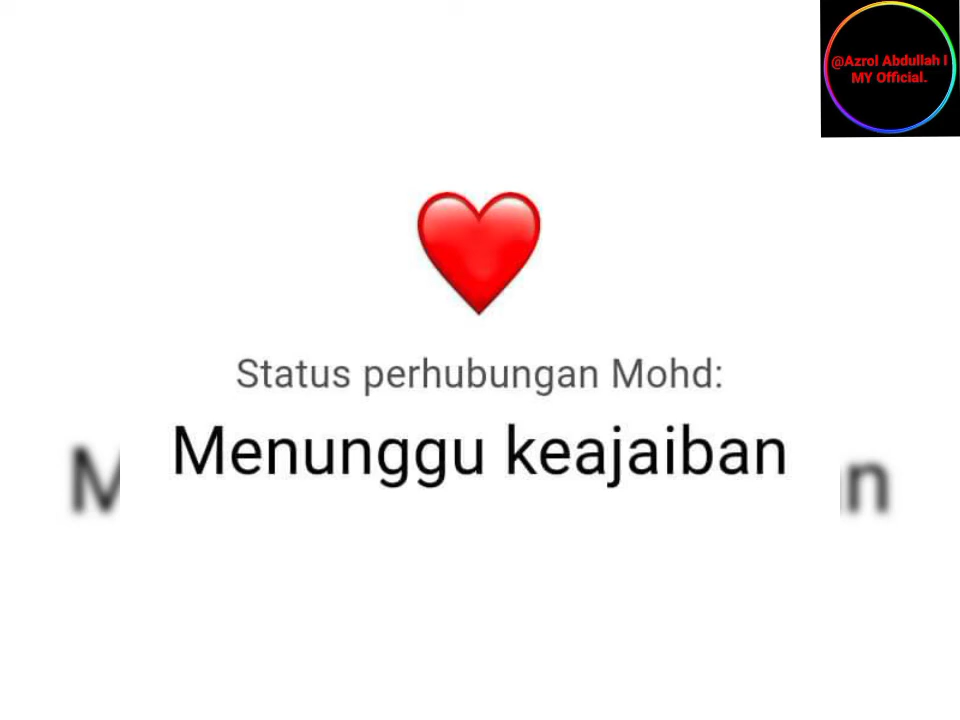 @Azrol Abdullah I
MY Official.
Status perhubungan Mohd:
Menunggu keajaiban